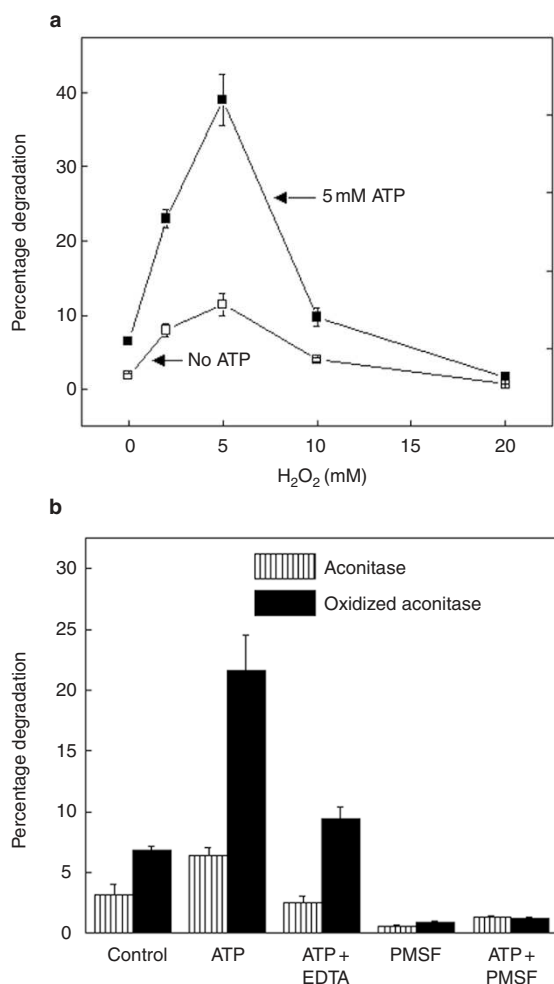 a
Percentage degradation
40
30
20
10
0
5 mM ATP
No ATP
0 5 10 15 20
H₂O₂ (mM)
b
Percentage degradation
30
25
20
15
10
5
0
Aconitase
Oxidized aconitase
Control ATP ATP + EDTA PMSF ATP + PMSF